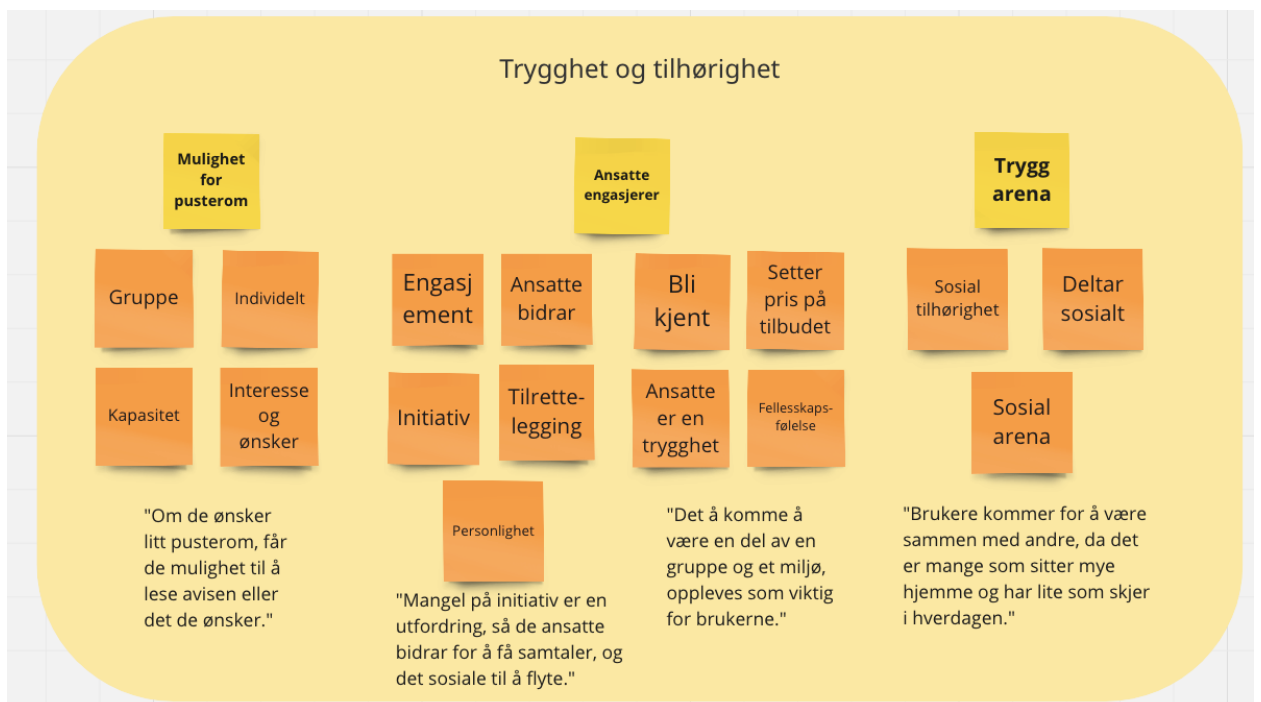 Trygghet og tilhørighet
Mulighet
for
pusterom
Gruppe
Individelt
Kapasitet
Interesse
og
ønsker
"Om de ønsker
litt pusterom, får
de mulighet til å
lese avisen eller
det de ønsker."
Ansatte
engasjerer
Engasj
ement
Ansatte
bidrar
Bli
kjent
Setter
pris på
tilbudet
Initiativ
Tilrette-
legging
Ansatte
er en
trygghet
Fellesskaps-
følelse
Personlighet
"Mangel på initiativ er en
utfordring, så de ansatte
bidrar for å få samtaler, og
det sosiale til å flyte."
"Det å komme å
være en del av en
gruppe og et miljø,
oppleves som viktig
for brukerne."
Trygg
arena
Sosial
tilhørighet
Deltar
sosialt
Sosial
arena
"Brukere kommer for å være
sammen med andre, da det
er mange som sitter mye
hjemme og har lite som skjer
i hverdagen."